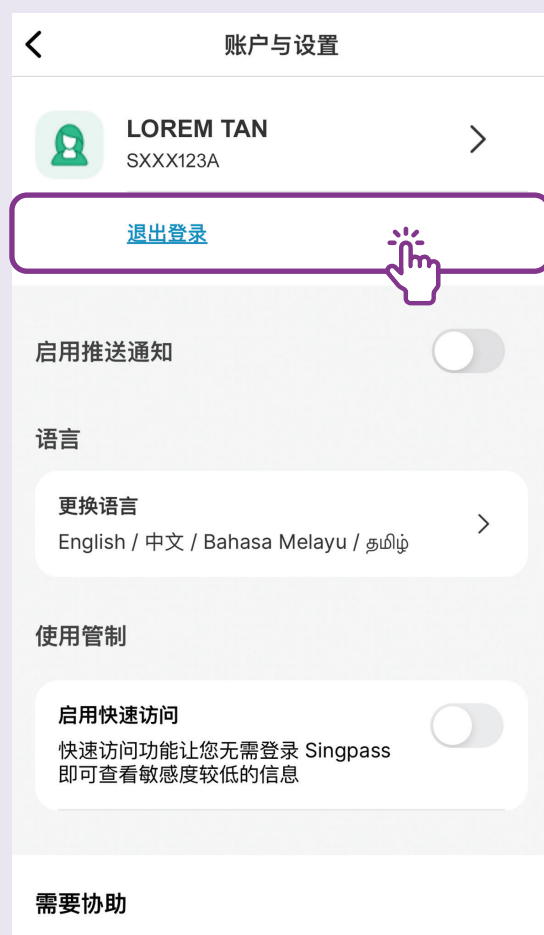 账户与设置
LOREM TAN
SXXX123A
退出登录
启用推送通知
语言
更换语言
English / 中文 / Bahasa Melayu / தமிழ்
使用管制
启用快速访问
快速访问功能让您无需登录 Singpass
即可查看敏感度较低的信息
需要协助